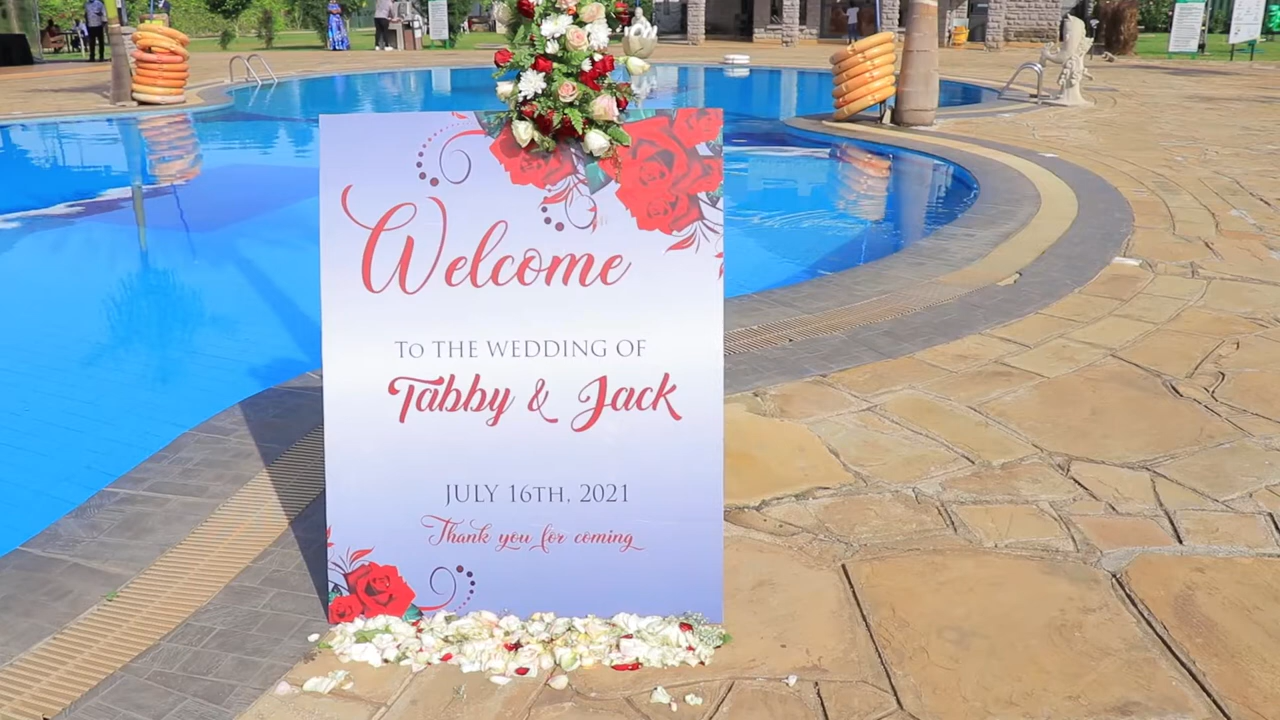 Welcome
To THE WEDDING OF
Tabby & Jack
JULY 16TH, 2021
Thank you for coming